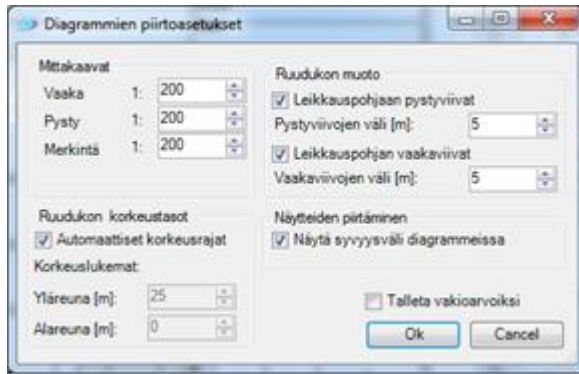 Diagrammien piirtoasetukset
Mittakaavat
Vaaka 1: 200
Pysty 1: 200
Merkintä 1: 200
Ruudukon muoto
Leikkauspohjaan pystyviivat
Pystyviivojen väli [m]: 5
Leikkauspohjan vaakaviivat
Vaakaviivojen väli [m]: 5
Ruudukon korkeustasot
Automaattiset korkeusrajat
Korkeuslukemat:
Yläreuna [m]: 25
Alareuna [m]: 0
Näytteiden piirtäminen
Näytä syvyysväli diagrammeissa
Talleta vakioarvoiksi
Ok Cancel